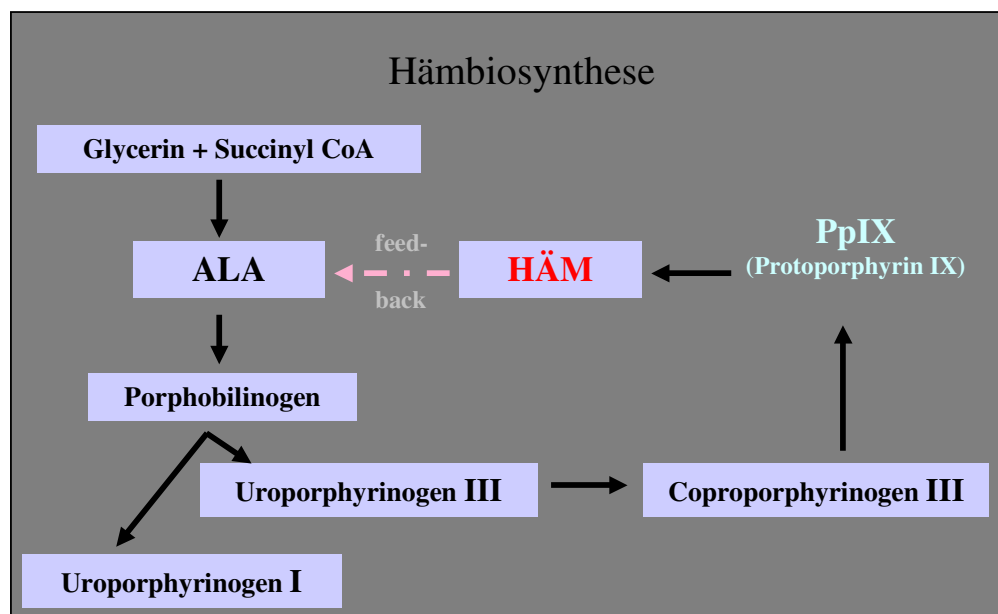 Hämbiosynthese
Glycerin + Succinyl CoA
ALA
feed-
back
HÄM
PpIX
(Protoporphyrin IX)
Porphobilinogen
Uroporphyrinogen III
Coproporphyrinogen III
Uroporphyrinogen I